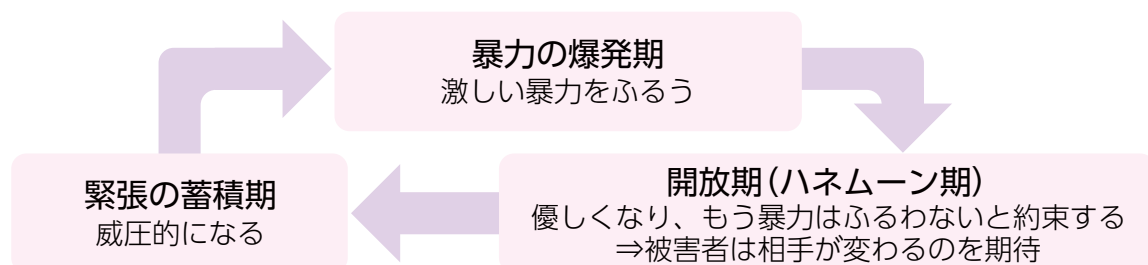 暴力の爆発期
激しい暴力をふるう
開放期(ハネムーン期)
優しくなり、もう暴力はふるわないと約束する
⇒被害者は相手が変わるのを期待
緊張の蓄積期
威圧的になる